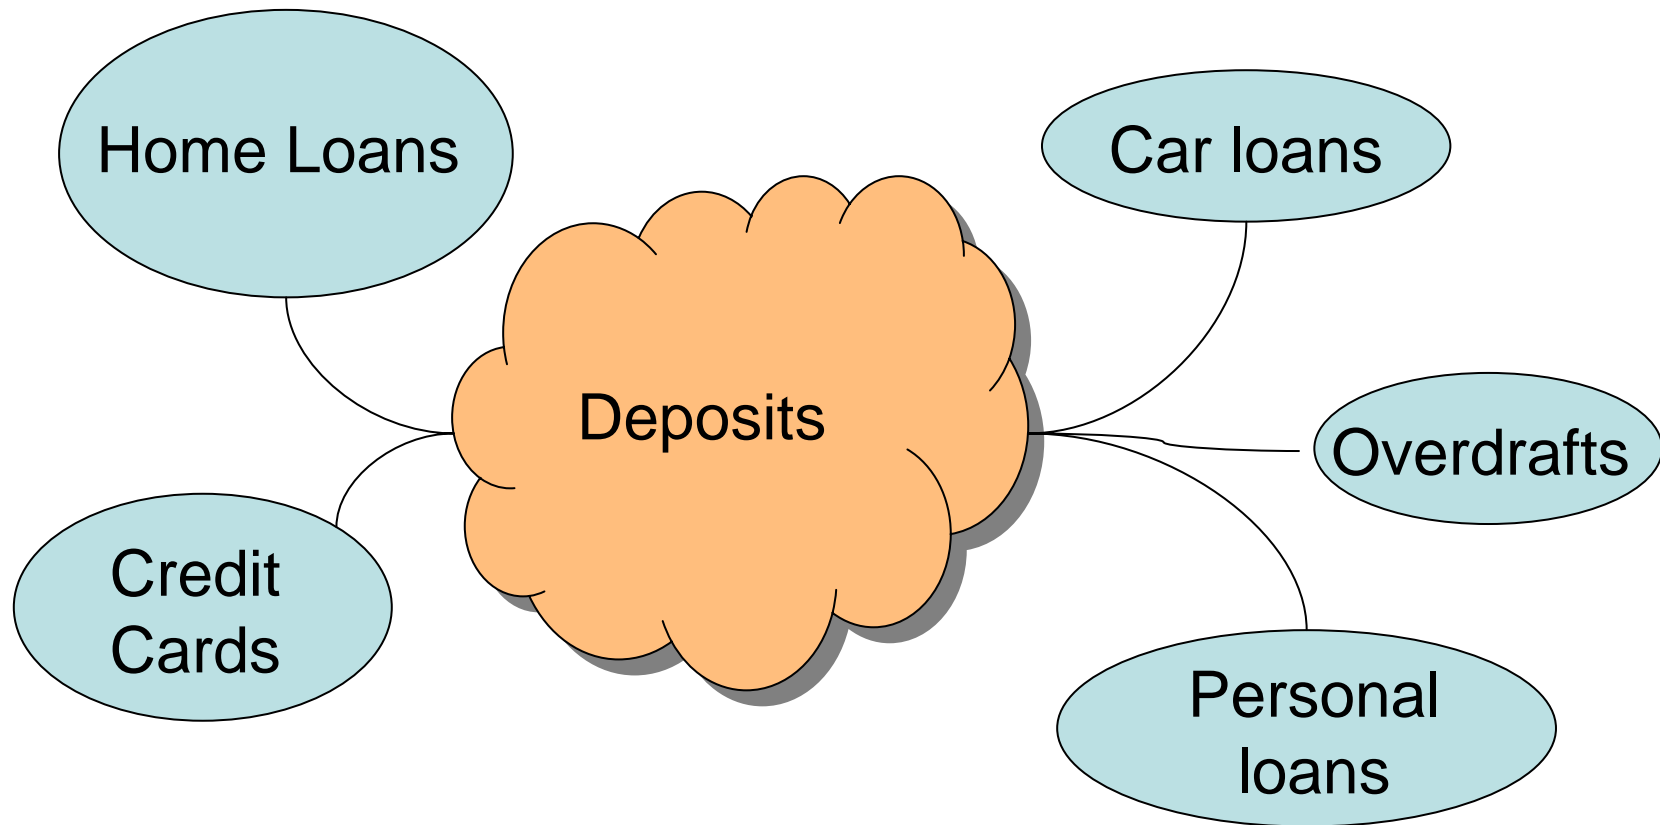 Home Loans
Car loans
Deposits
Overdrafts
Credit
Cards
Personal
loans